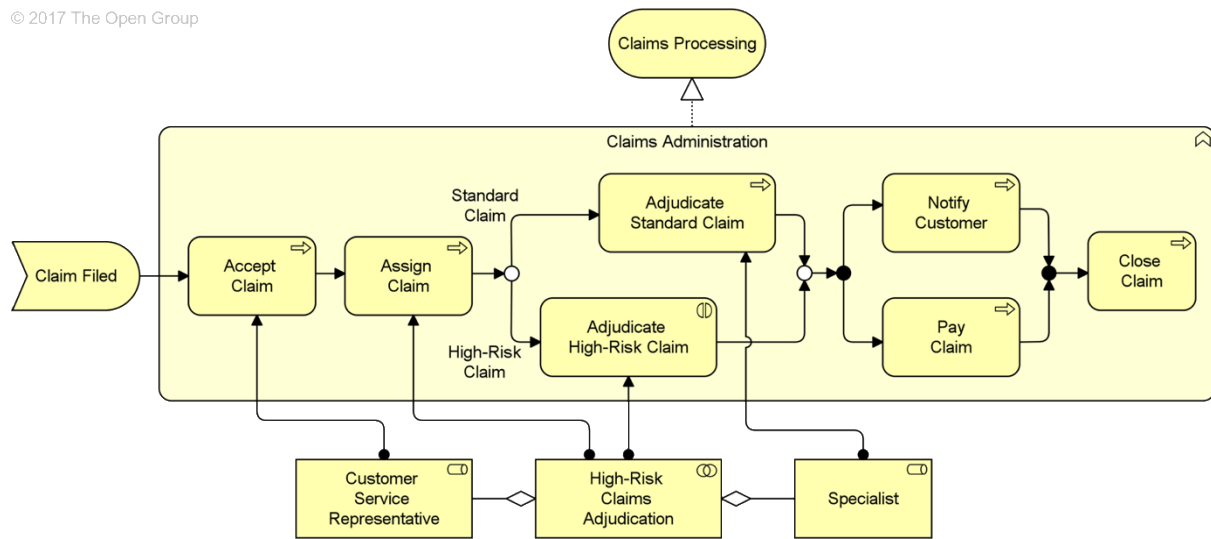 © 2017 The Open Group
Claims Processing
Claims Administration
Claim Filed
Accept
Claim
Assign
Claim
Standard
Claim
High-Risk
Claim
Adjudicate
Standard Claim
Adjudicate
High-Risk Claim
Notify
Customer
Pay
Claim
Close
Claim
Customer
Service
Representative
High-Risk
Claims
Adjudication
Specialist